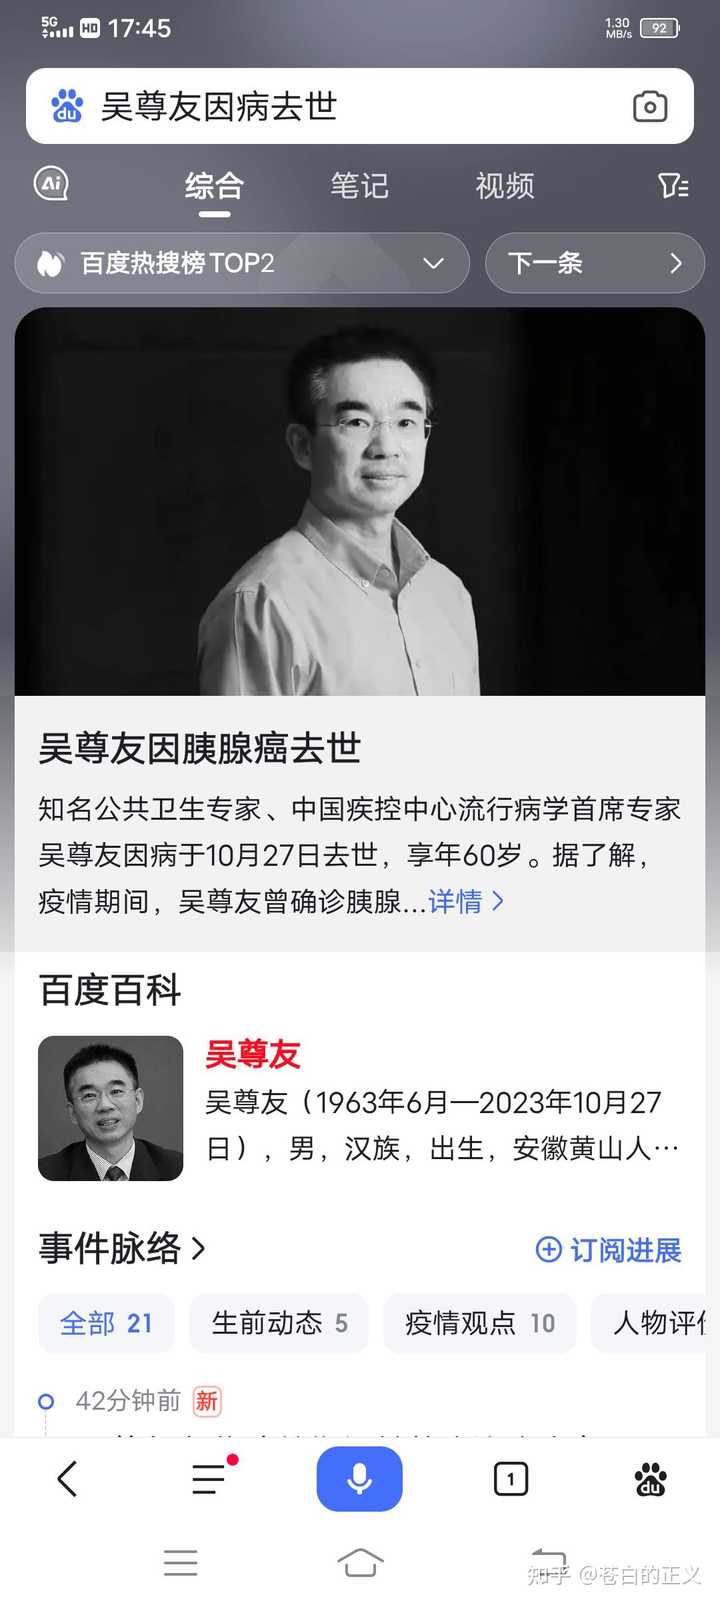 5G HD 17:45 1.30 MB/s 92
du 吴尊友因病去世
Ai 综合 笔记 视频
百度热搜榜TOP2 下一条
吴尊友因胰腺癌去世
知名公共卫生专家、中国疾控中心流行病学首席专家
吴尊友因病于10月27日去世，享年60岁。据了解，
疫情期间，吴尊友曾确诊胰腺...详情
百度百科
吴尊友
吴尊友（1963年6月—2023年10月27
日），男，汉族，出生，安徽黄山人…
事件脉络 订阅进展
全部 21 生前动态 5 疫情观点 10 人物评
42分钟前 新
1 du
知乎 @苍白的正义